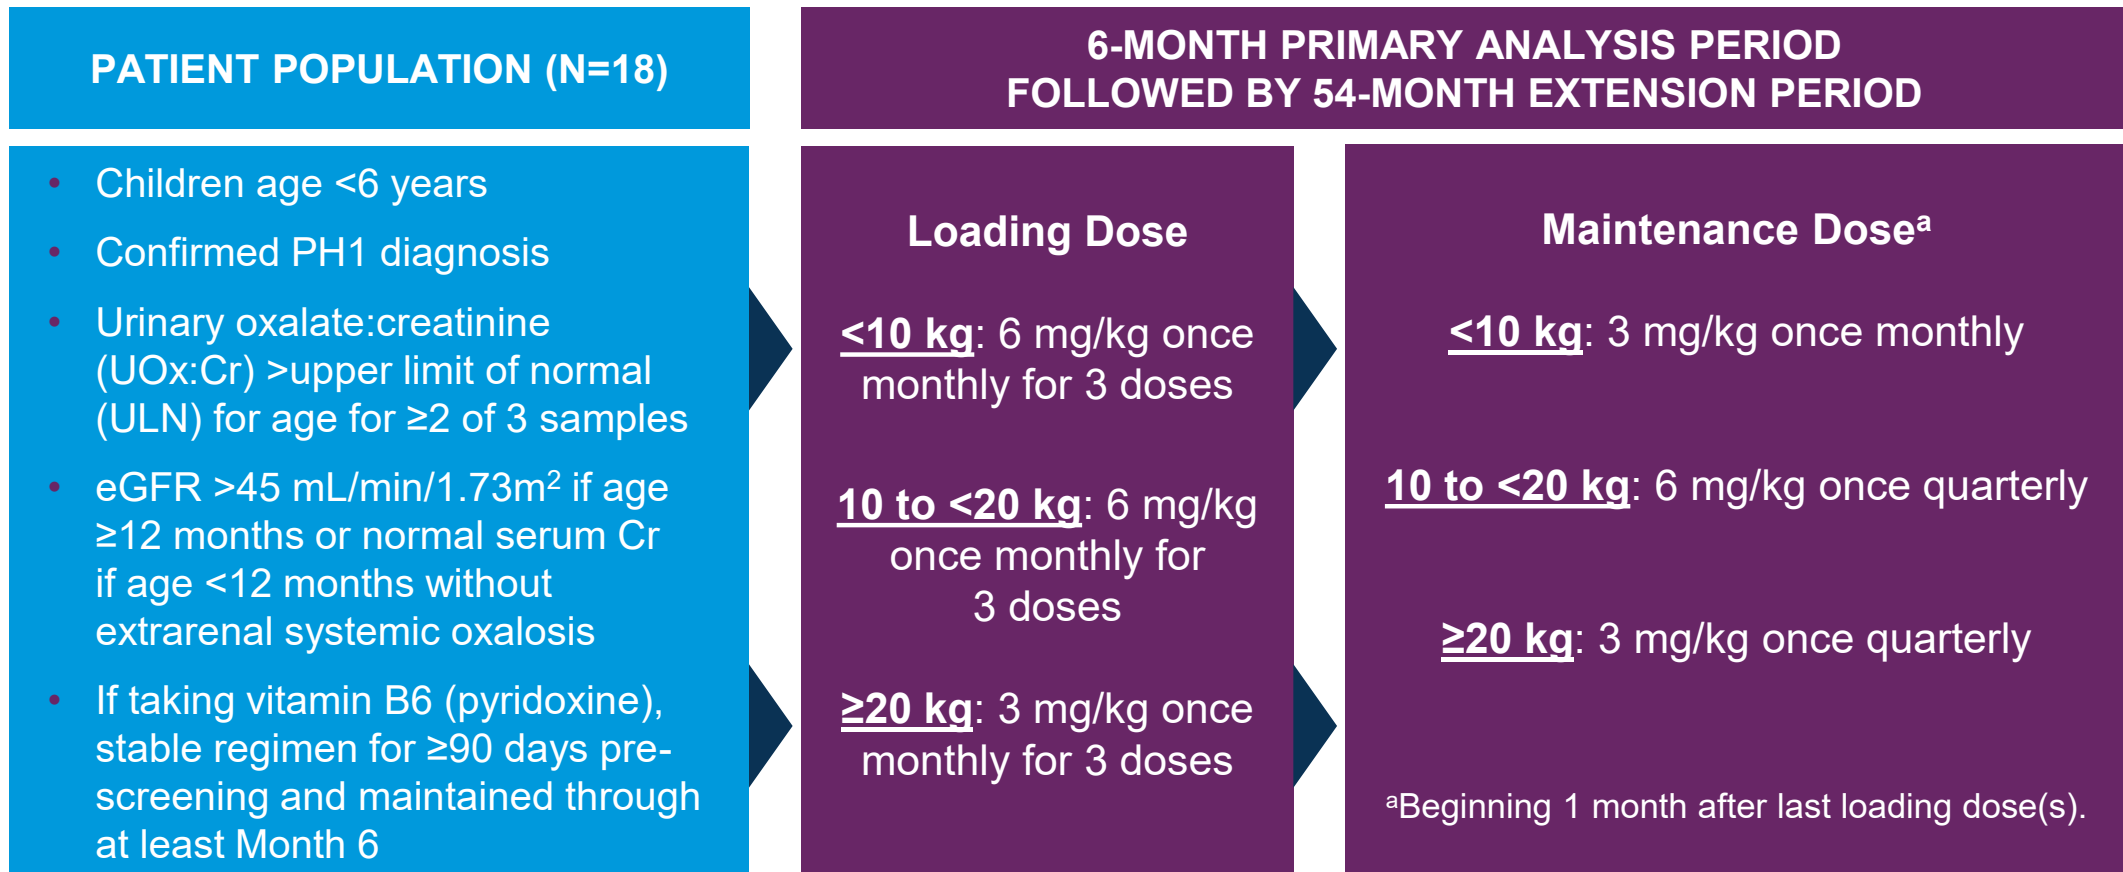 PATIENT POPULATION (N=18)
• Children age <6 years
• Confirmed PH1 diagnosis
• Urinary oxalate:creatinine
(UOx:Cr) >upper limit of normal
(ULN) for age for ≥2 of 3 samples
• eGFR >45 mL/min/1.73m² if age
≥12 months or normal serum Cr
if age <12 months without
extrarenal systemic oxalosis
• If taking vitamin B6 (pyridoxine),
stable regimen for ≥90 days pre-
screening and maintained through
at least Month 6
6-MONTH PRIMARY ANALYSIS PERIOD
FOLLOWED BY 54-MONTH EXTENSION PERIOD
Loading Dose
<10 kg: 6 mg/kg once
monthly for 3 doses
10 to <20 kg: 6 mg/kg
once monthly for
3 doses
≥20 kg: 3 mg/kg once
monthly for 3 doses
Maintenance Doseᵃ
<10 kg: 3 mg/kg once monthly
10 to <20 kg: 6 mg/kg once quarterly
≥20 kg: 3 mg/kg once quarterly
ᵃBeginning 1 month after last loading dose(s).